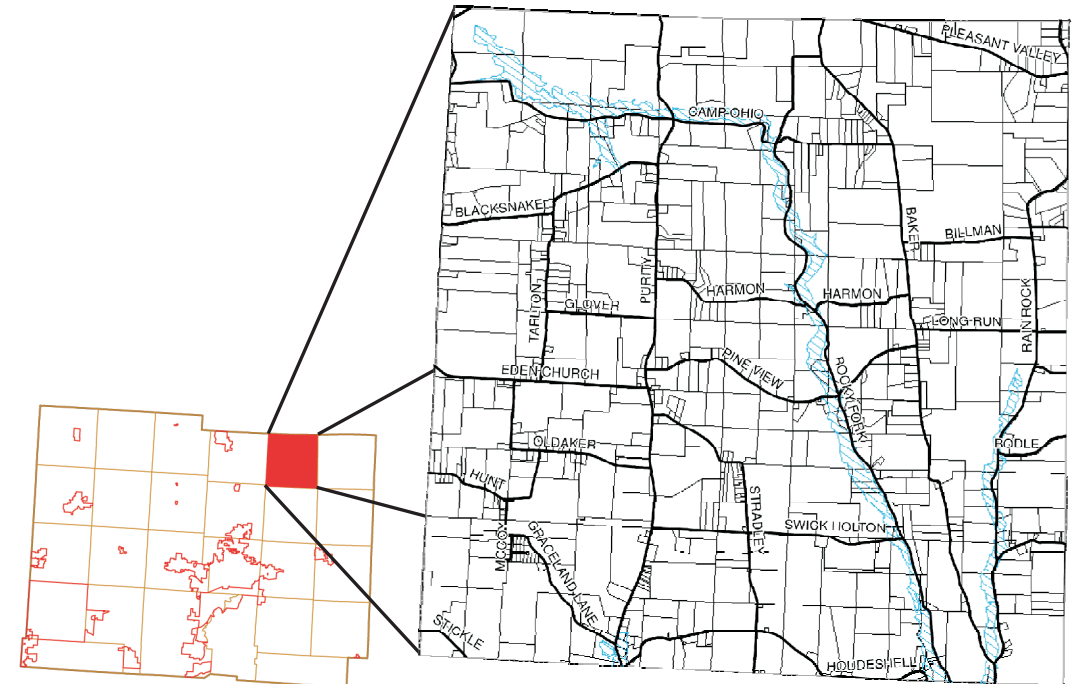 PLEASANT VALLEY
CAMP OHIO
BLACKSNAKE
BAKER
BILLMAN
PURITY
TARLTON
HARMON
HARMON
GLOVER
RAIN ROCK
LONG RUN
PINE VIEW
EDEN CHURCH
ROCKY FORK
OLDAKER
BODLE
HUNT
STRADLEY
SWICK HOLTON
MCCOY
GRACELAND LANE
STICKLE
HOUDESHELL